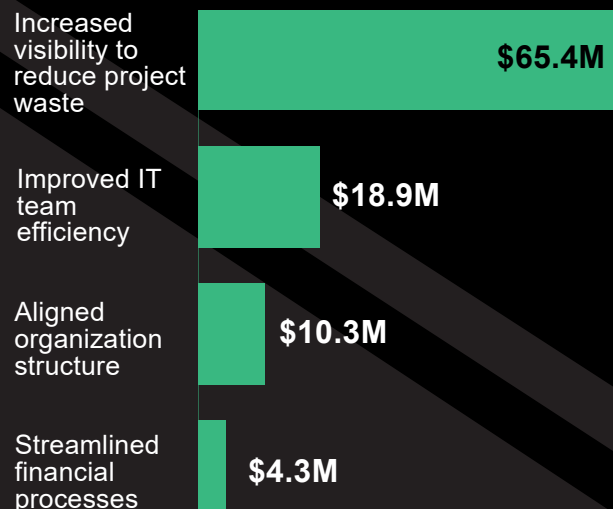 Increased
visibility to
reduce project
waste
$65.4M
Improved IT
team
efficiency
$18.9M
Aligned
organization
structure
$10.3M
Streamlined
financial
processes
$4.3M